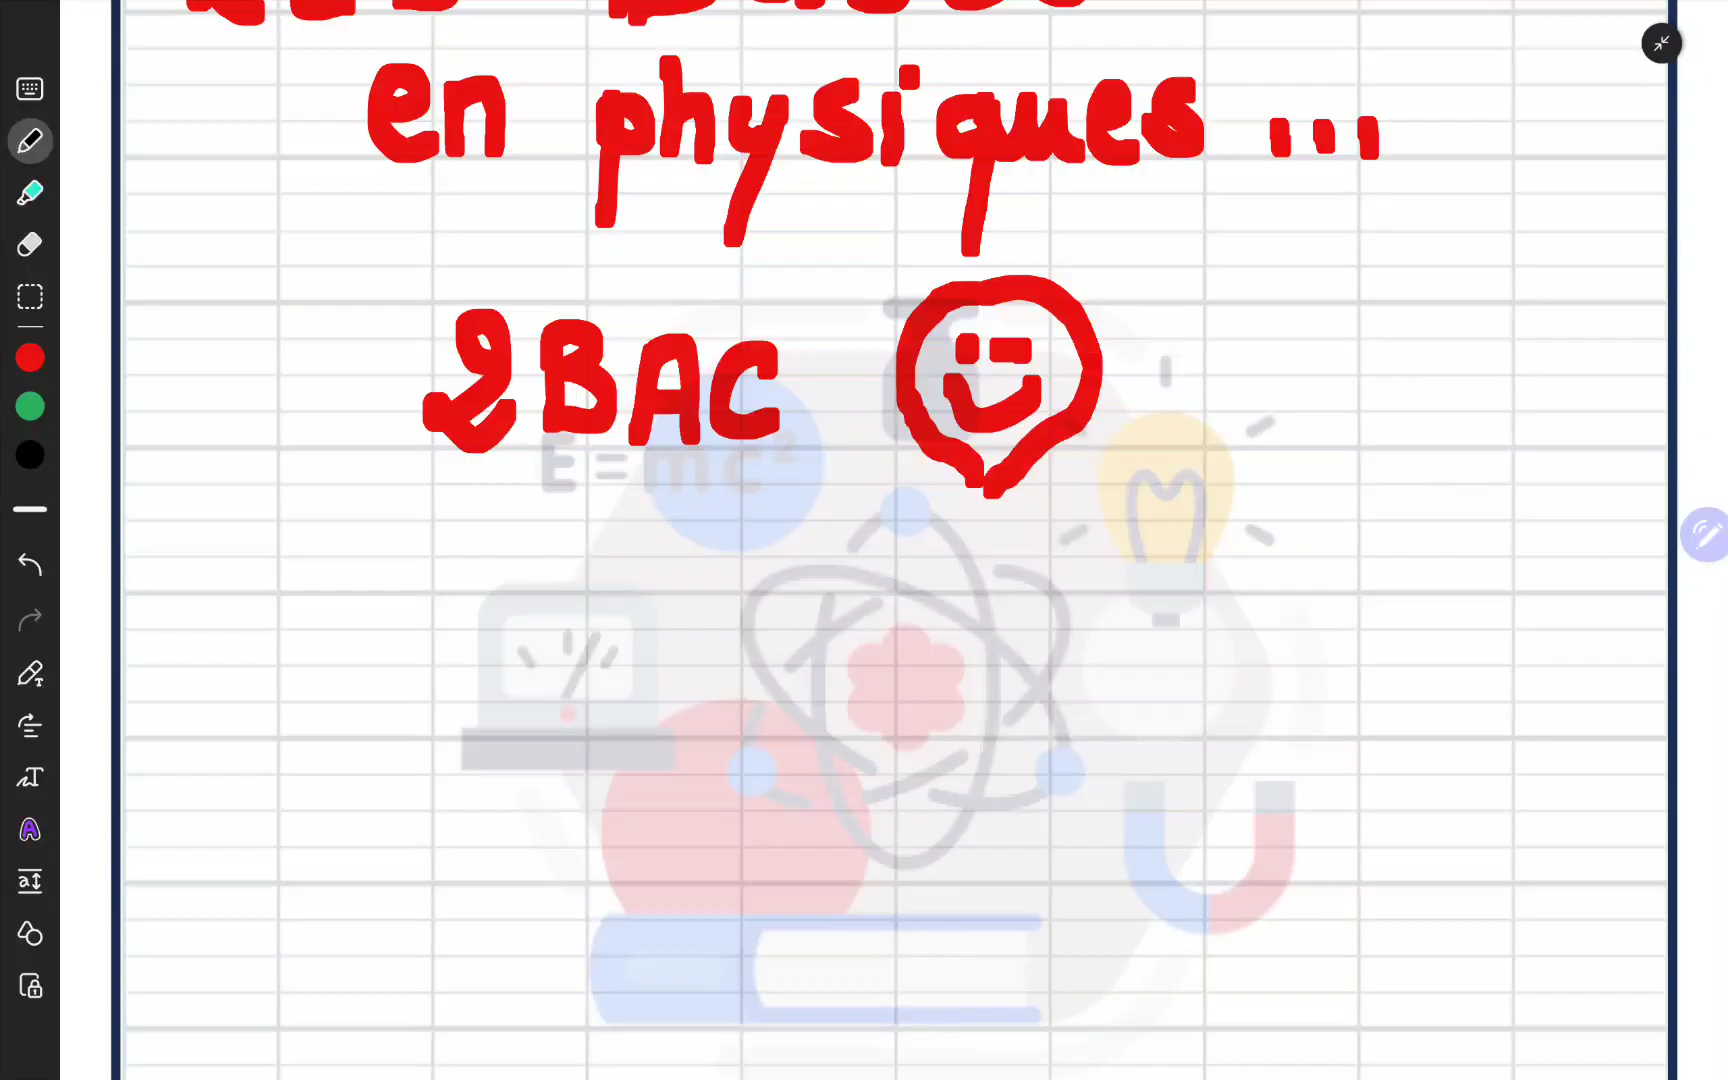 en physiques ...
2BAC
E=mc²